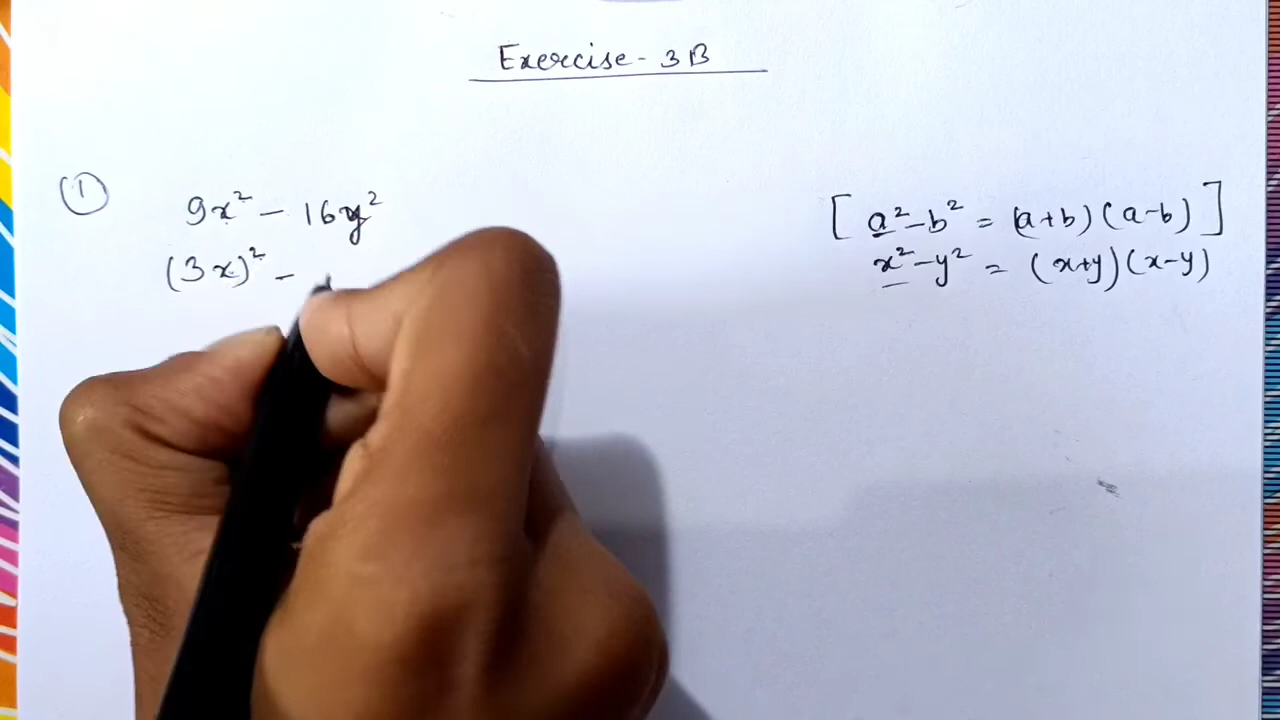 Exercise - 3B
① 9x² - 16y²
(3x)² -
[ a² - b² = (a+b) (a-b) ]
x² - y² = (x+y) (x-y)